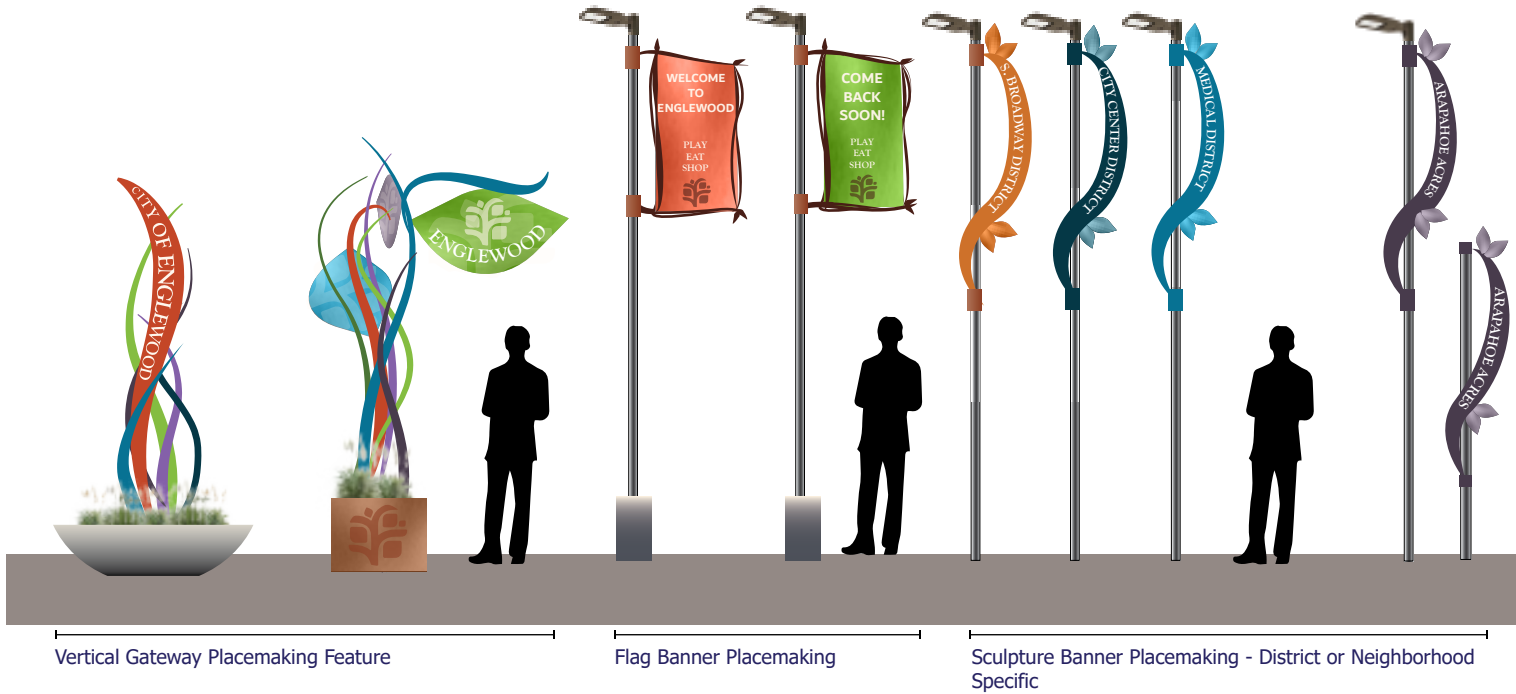 CITY OF ENGLEWOOD
ENGLEWOOD
WELCOME
TO
ENGLEWOOD
PLAY
EAT
SHOP
COME
BACK
SOON!
PLAY
EAT
SHOP
S. BROADWAY DISTRICT
CITY CENTER DISTRICT
MEDICAL DISTRICT
ARAPAHOE ACRES
ARAPAHOE ACRES
Vertical Gateway Placemaking Feature
Flag Banner Placemaking
Sculpture Banner Placemaking - District or Neighborhood
Specific